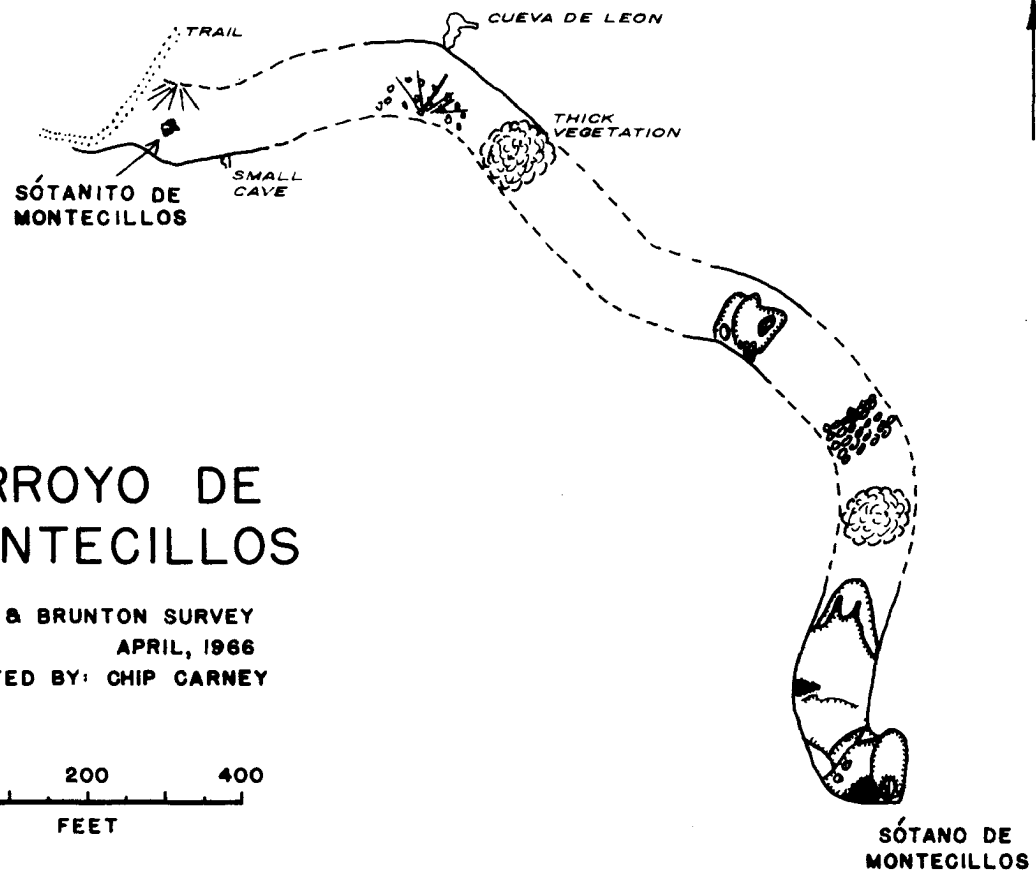 CUEVA DE LEON
TRAIL
THICK
VEGETATION
SMALL
CAVE
SÓTANITO DE
MONTECILLOS
RROYO DE
NTECILLOS
& BRUNTON SURVEY
APRIL, 1966
TED BY: CHIP CARNEY
200 400
FEET
SÓTANO DE
MONTECILLOS